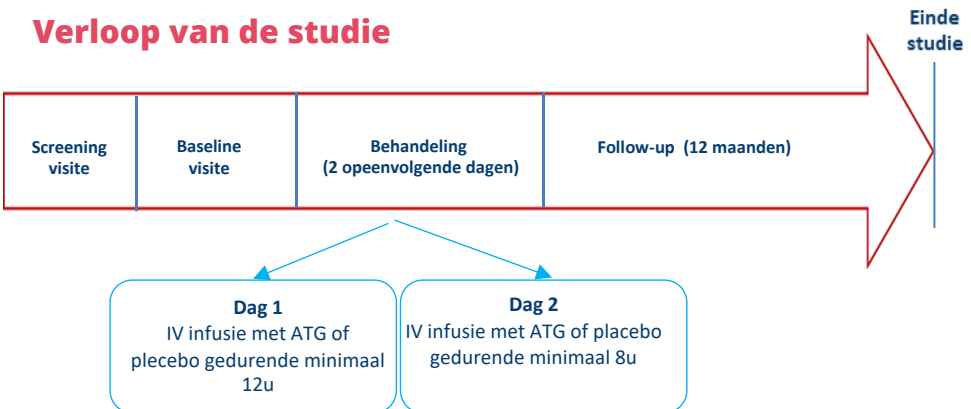 Verloop van de studie
Einde
studie
Screening
visite
Baseline
visite
Behandeling
(2 opeenvolgende dagen)
Follow-up (12 maanden)
Dag 1
IV infusie met ATG of
plecebo gedurende minimaal
12u
Dag 2
IV infusie met ATG of placebo
gedurende minimaal 8u